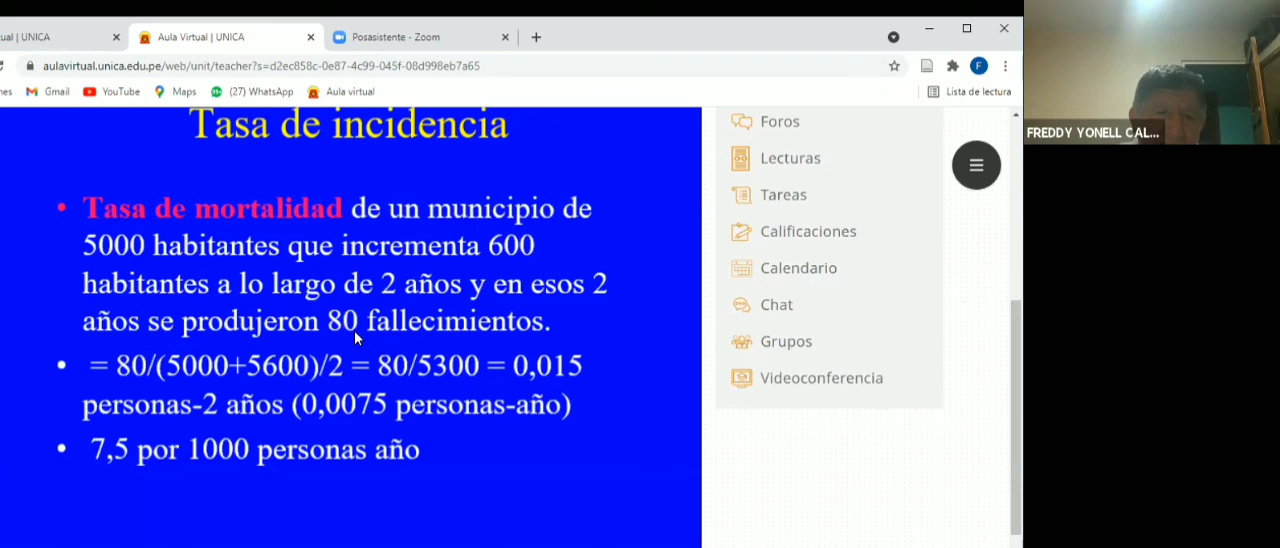 ual | UNICA
Aula Virtual | UNICA
Posasistente - Zoom
aulavirtual.unica.edu.pe/web/unit/teacher?s=d2ec858c-0e87-4c99-045f-08d998eb7a65
F
nes
Gmail
YouTube
Maps
(27) WhatsApp
Aula virtual
Lista de lectura
Tasa de incidencia
• Tasa de mortalidad de un municipio de
5000 habitantes que incrementa 600
habitantes a lo largo de 2 años y en esos 2
años se produjeron 80 fallecimientos.
• = 80/(5000+5600)/2 = 80/5300 = 0,015
personas-2 años (0,0075 personas-año)
• 7,5 por 1000 personas año
Foros
Lecturas
Tareas
Calificaciones
Calendario
Chat
Grupos
Videoconferencia
FREDDY YONELL CAL...